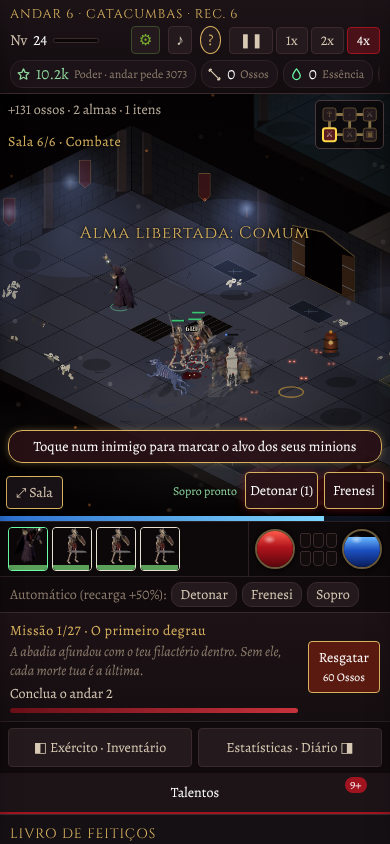 ANDAR 6 · CATACUMBAS · REC. 6
Nv 24
? 1x 2x 4x
10.2k Poder · andar pede 3073 0 Ossos 0 Essência
+131 ossos · 2 almas · 1 itens
Sala 6/6 · Combate
Alma libertada: Comum
Toque num inimigo para marcar o alvo dos seus minions
Sala
Sopro pronto
Detonar (1)
Frenesi
Automático (recarga +50%): Detonar Frenesi Sopro
Missão 1/27 · O primeiro degrau
A abadia afundou com o teu filactério dentro. Sem ele,
cada morte tua é a última.
Conclua o andar 2
Resgatar
60 Ossos
Exército · Inventário
Estatísticas · Diário
Talentos
9+
LIVRO DE FEITIÇOS